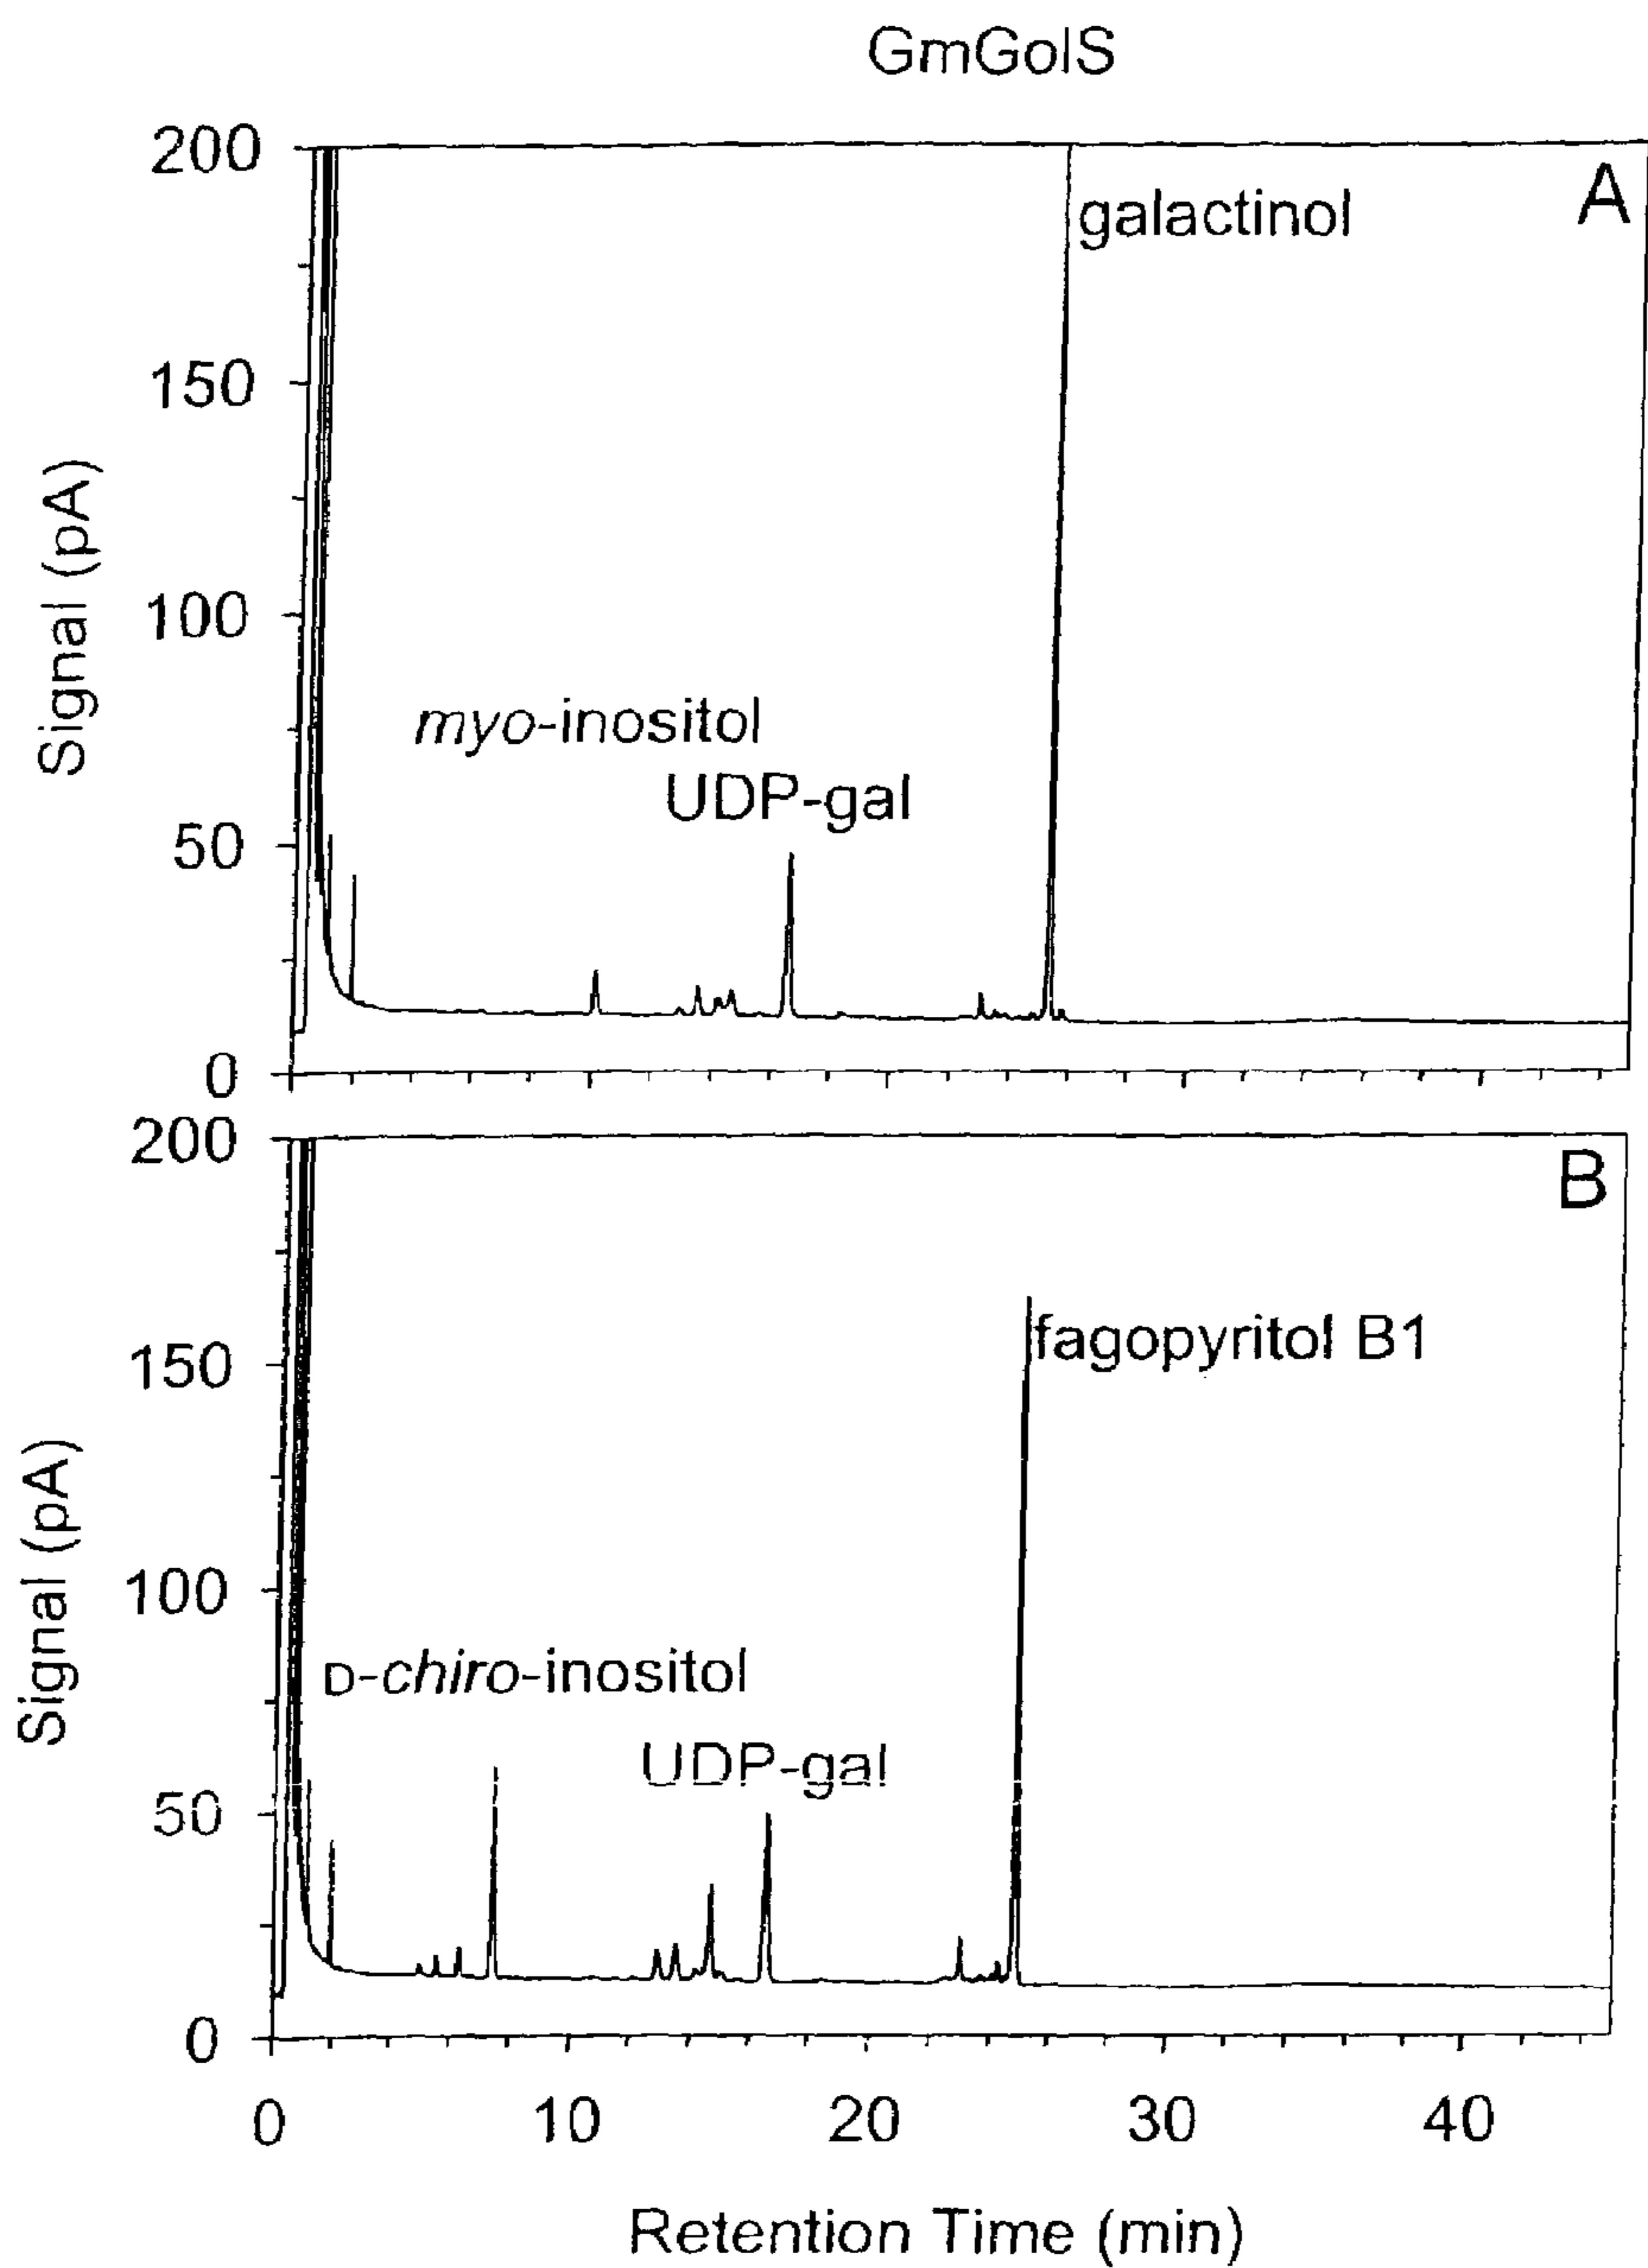 GmGolS
200
A
galactinol
150
Signal (pA)
100
myo-inositol
UDP-gal
50
0
200
B
fagopyritol B1
150
Signal (pA)
100
D-chiro-inositol
UDP-gal
50
0
0 10 20 30 40
Retention Time (min)